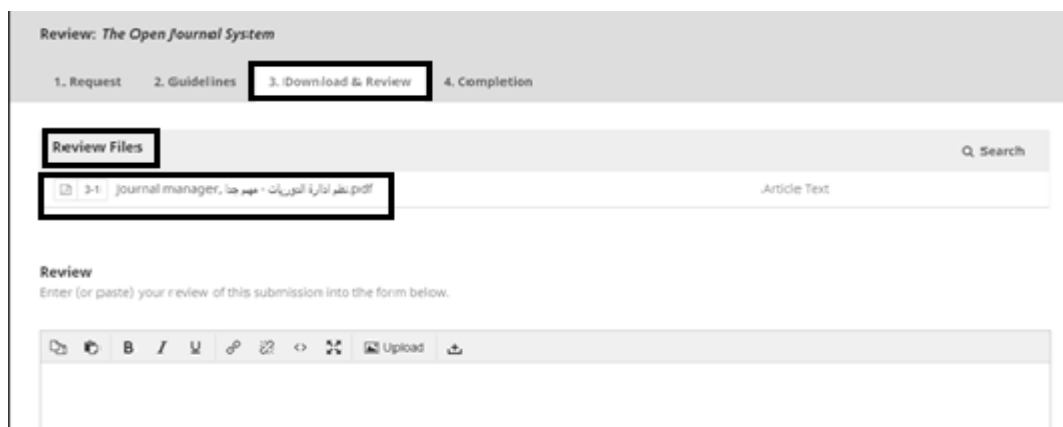 Review: The Open Journal System
1. Request 2. Guidelines 3. Download & Review 4. Completion
Review Files Search
3-1 Journal manager, نظم ادارة الدوريات - مهم جدا.pdf Article Text
Review
Enter (or paste) your review of this submission into the form below.
B I U Upload